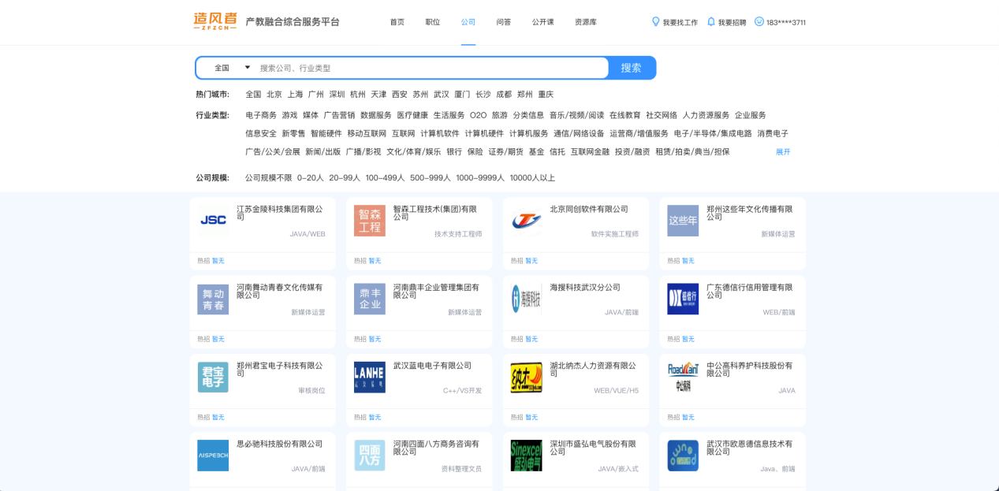 造风者 产教融合综合服务平台 首页 职位 公司 问答 公开课 资源库 我要找工作 我要招聘 183****3711
ZFZCN
全国 搜索公司、行业类型 搜索
热门城市: 全国 北京 上海 广州 深圳 杭州 天津 西安 苏州 武汉 厦门 长沙 成都 郑州 重庆
行业类型: 电子商务 游戏 媒体 广告营销 数据服务 医疗健康 生活服务 O2O 旅游 分类信息 音乐/视频/阅读 在线教育 社交网络 人力资源服务 企业服务
信息安全 新零售 智能硬件 移动互联网 互联网 计算机软件 计算机硬件 计算机服务 通信/网络设备 运营商/增值服务 电子/半导体/集成电路 消费电子
广告/公关/会展 新闻/出版 广播/影视 文化/体育/娱乐 银行 保险 证券/期货 基金 信托 互联网金融 投资/融资 租赁/拍卖/典当/担保 展开
公司规模: 公司规模不限 0-20人 20-99人 100-499人 500-999人 1000-9999人 10000人以上
JSC
江苏金陵科技集团有限公
司
JAVA/WEB
热招 暂无
智森
工程
智森工程技术(集团)有限
公司
技术支持工程师
热招 暂无
北京同创软件有限公司
软件实施工程师
热招 暂无
这些年
郑州这些年文化传播有限
公司
新媒体运营
热招 暂无
舞动
青春
河南舞动青春文化传媒有
限公司
新媒体运营
热招 暂无
鼎丰
企业
河南鼎丰企业管理集团有
限公司
新媒体运营
热招 暂无
海搜科技
海搜科技武汉分公司
JAVA/前端
热招 暂无
DX 德信行
广东德信行信用管理有限
公司
WEB/前端
热招 暂无
君宝
电子
郑州君宝电子科技有限公
司
审核岗位
热招 暂无
LANHE
武汉蓝电电子有限公司
C++/VS开发
热招 暂无
纳杰
湖北纳杰人力资源有限公
司
WEB/VUE/H5
热招 暂无
RoadMainT
中公高科
中公高科养护科技股份有
限公司
JAVA
热招 暂无
AISPEECH
思必驰科技股份有限公司
JAVA/前端
四面
八方
河南四面八方商务咨询有
限公司
资料整理文员
Sinexcel
盛弘电气
深圳市盛弘电气股份有限
公司
JAVA/嵌入式
武汉市欧恩德信息技术有
限公司
Java、前端